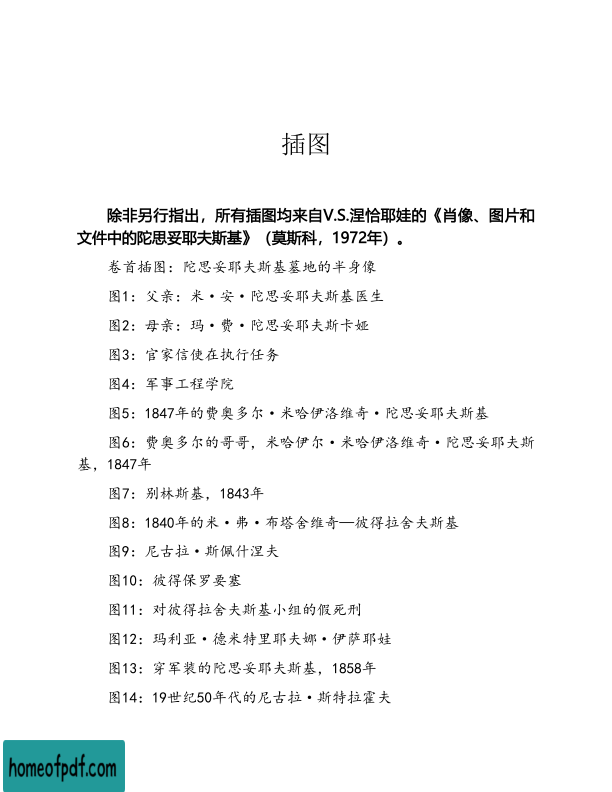 插图
除非另行指出，所有插图均来自V.S.涅恰耶娃的《肖像、图片和
文件中的陀思妥耶夫斯基》（莫斯科，1972年）。
卷首插图：陀思妥耶夫斯基墓地的半身像
图1：父亲：米·安·陀思妥耶夫斯基医生
图2：母亲：玛·费·陀思妥耶夫斯卡娅
图3：官家信使在执行任务
图4：军事工程学院
图5：1847年的费奥多尔·米哈伊洛维奇·陀思妥耶夫斯基
图6：费奥多尔的哥哥，米哈伊尔·米哈伊洛维奇·陀思妥耶夫斯
基，1847年
图7：别林斯基，1843年
图8：1840年的米·弗·布塔舍维奇—彼得拉舍夫斯基
图9：尼古拉·斯佩什涅夫
图10：彼得保罗要塞
图11：对彼得拉舍夫斯基小组的假死刑
图12：玛利亚·德米特里耶夫娜·伊萨耶娃
图13：穿军装的陀思妥耶夫斯基，1858年
图14：19世纪50年代的尼古拉·斯特拉霍夫
homeofpdf.com